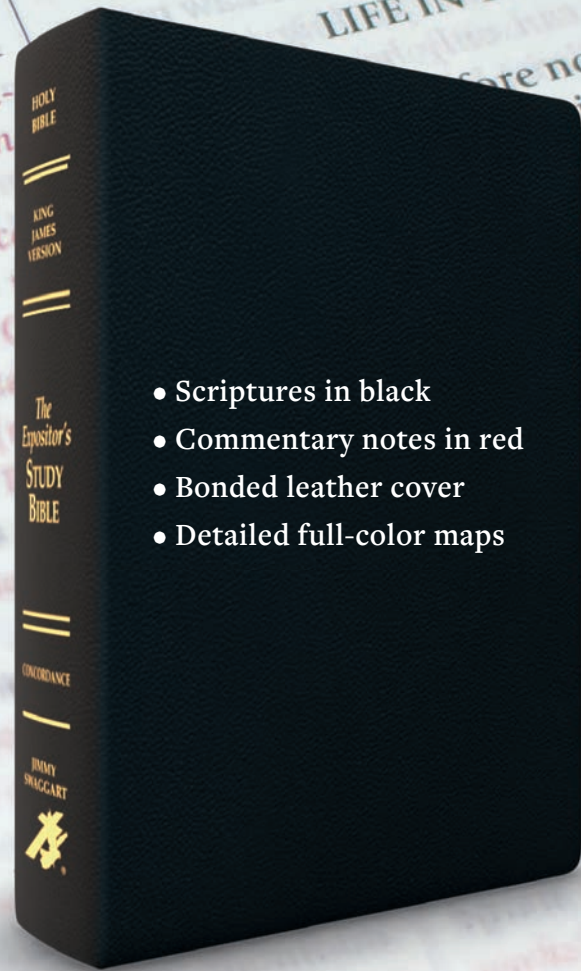 LIFE IN
HOLY
BIBLE
KING
JAMES
VERSION
The
Expositor's
STUDY
BIBLE
CONCORDANCE
JIMMY
SWAGGART
• Scriptures in black
• Commentary notes in red
• Bonded leather cover
• Detailed full-color maps